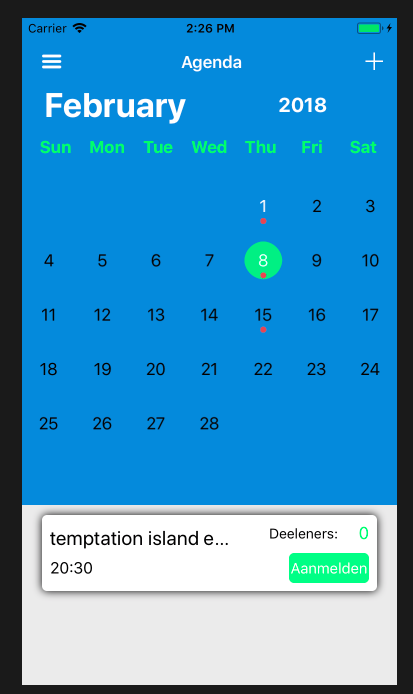 Carrier 2:26 PM
Agenda
February 2018
Sun Mon Tue Wed Thu Fri Sat
1 2 3
4 5 6 7 8 9 10
11 12 13 14 15 16 17
18 19 20 21 22 23 24
25 26 27 28
temptation island e... Deeleners: 0
20:30 Aanmelden